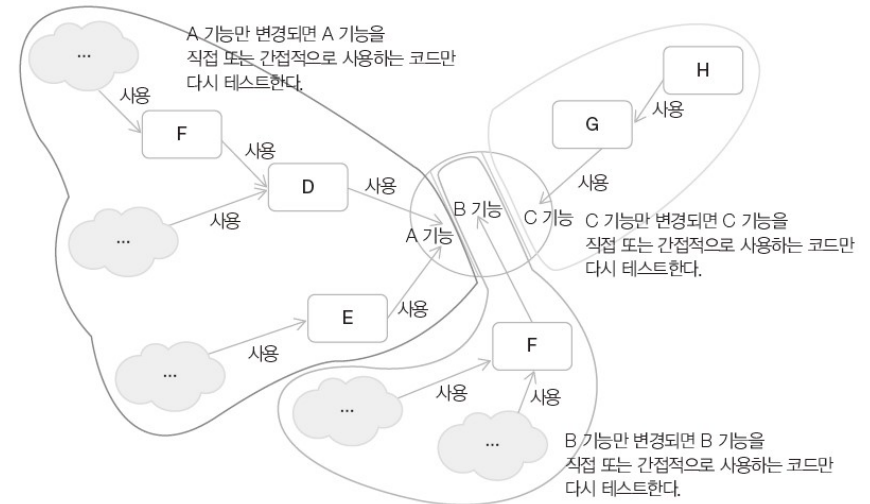 A 기능만 변경되면 A 기능을
직접 또는 간접적으로 사용하는 코드만
다시 테스트한다.
...
사용
F
사용
D
사용
사용
...
A 기능
B 기능
C 기능
H
사용
G
사용
C 기능만 변경되면 C 기능을
직접 또는 간접적으로 사용하는 코드만
다시 테스트한다.
E
사용
사용
...
F
사용
사용
...
...
B 기능만 변경되면 B 기능을
직접 또는 간접적으로 사용하는 코드만
다시 테스트한다.